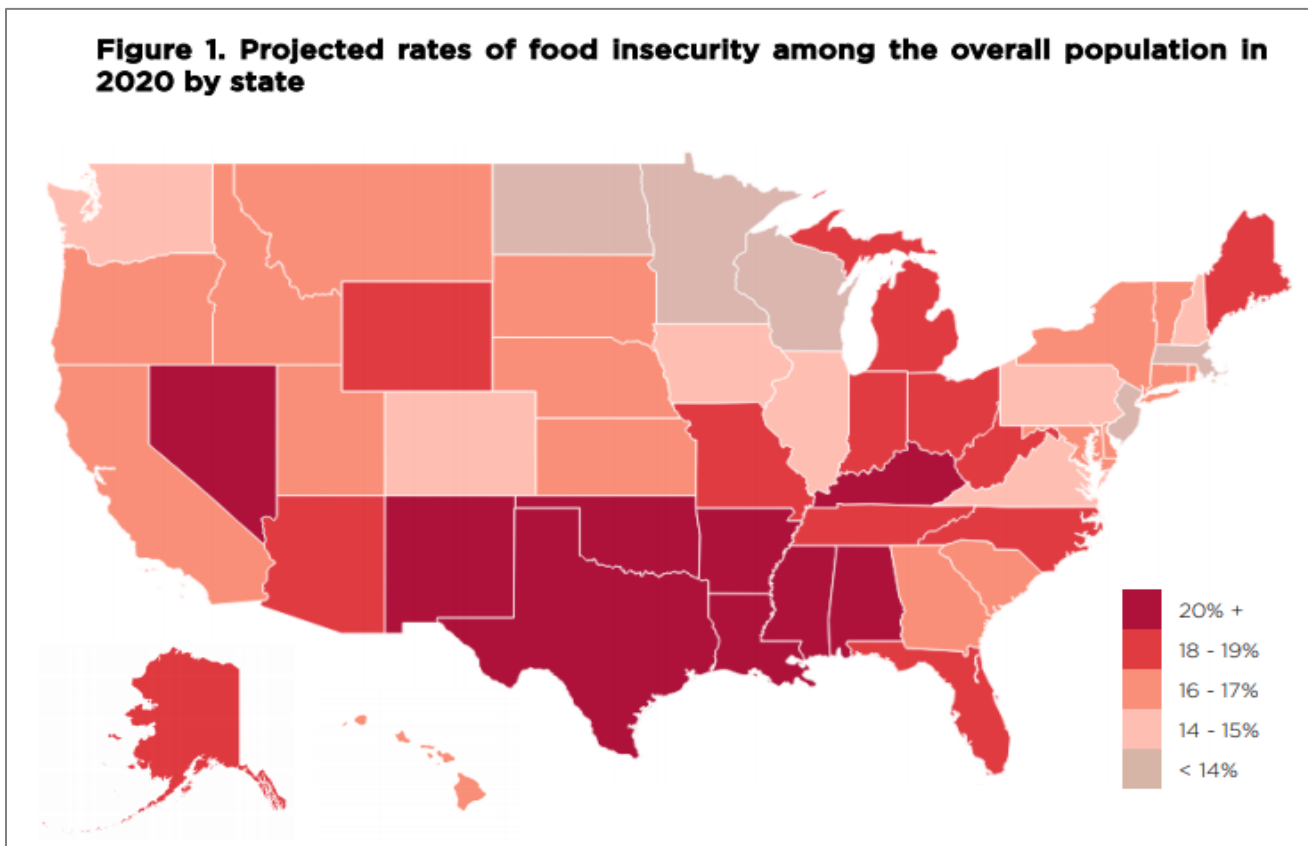 Figure 1. Projected rates of food insecurity among the overall population in
2020 by state
20% +
18 - 19%
16 - 17%
14 - 15%
< 14%